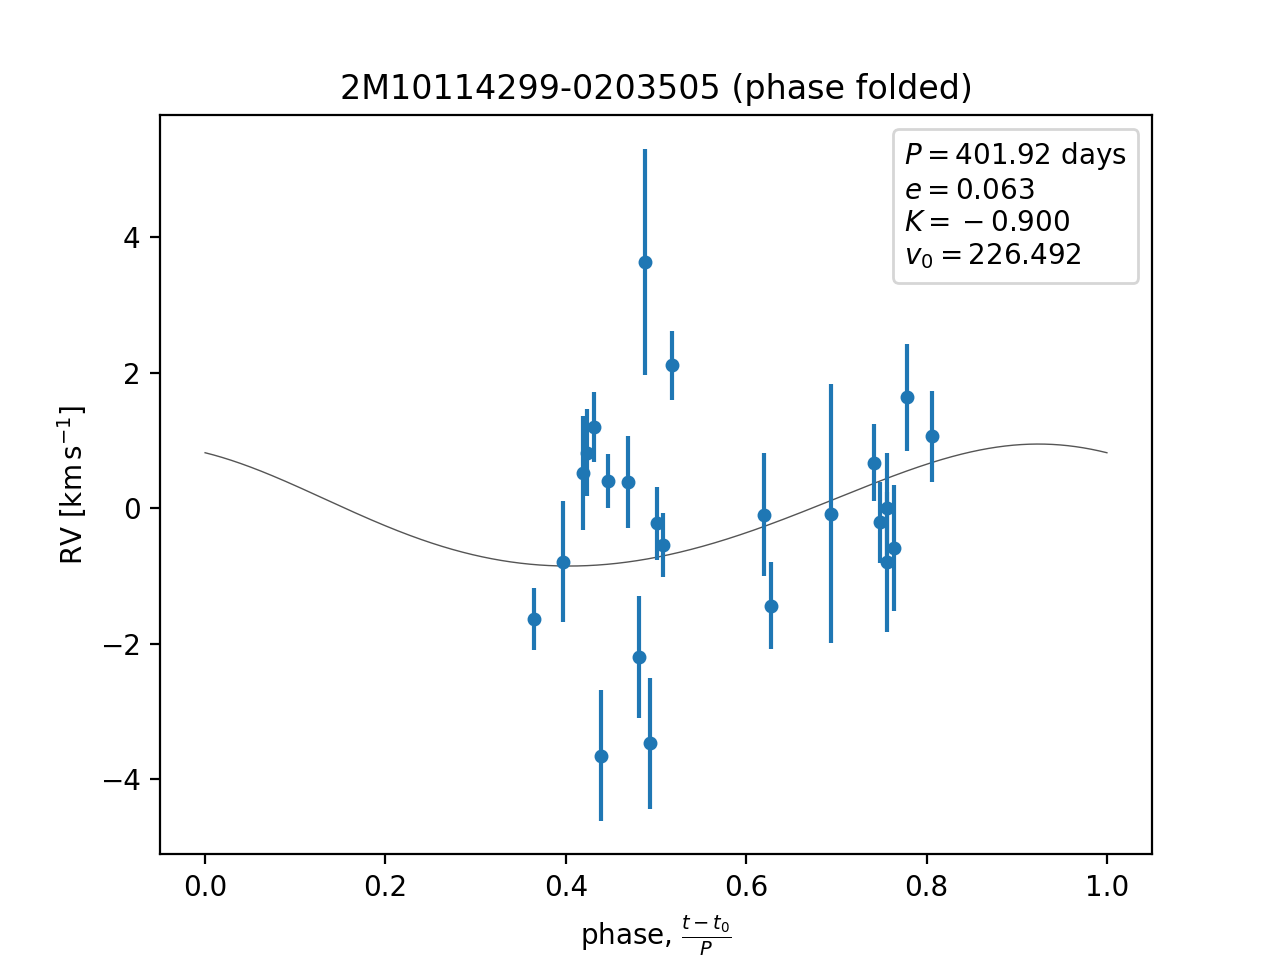 2M10114299-0203505 (phase folded)
P = 401.92 days
e = 0.063
K = −0.900
v₀ = 226.492
RV [km s⁻¹]
4
2
0
−2
−4
0.0 0.2 0.4 0.6 0.8 1.0
phase, (t − t₀)/P